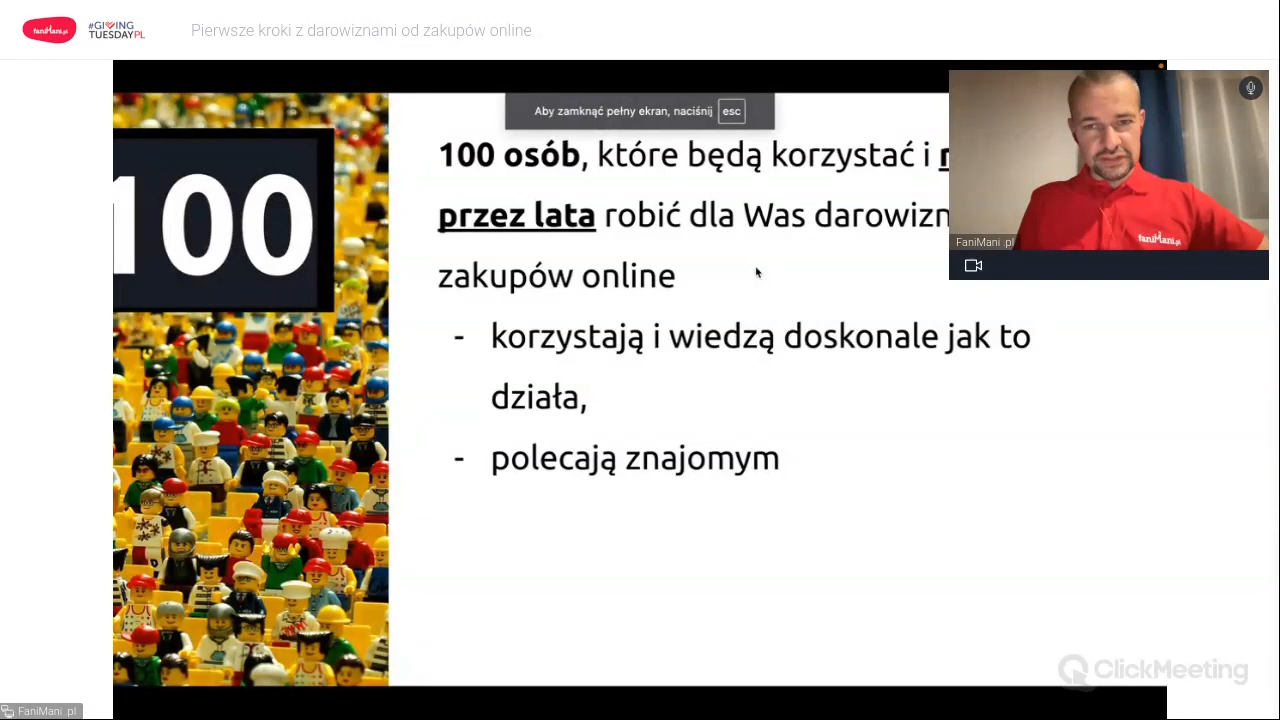 faniMani.pl
#GIVING
TUESDAYPL
Pierwsze kroki z darowiznami od zakupów online
Aby zamknąć pełny ekran, naciśnij esc
100
100 osób, które będą korzystać i
przez lata robić dla Was darowizn
zakupów online
- korzystają i wiedzą doskonale jak to
działa,
- polecają znajomym
faniMani.pl
FaniMani .pl
ClickMeeting
FaniMani .pl